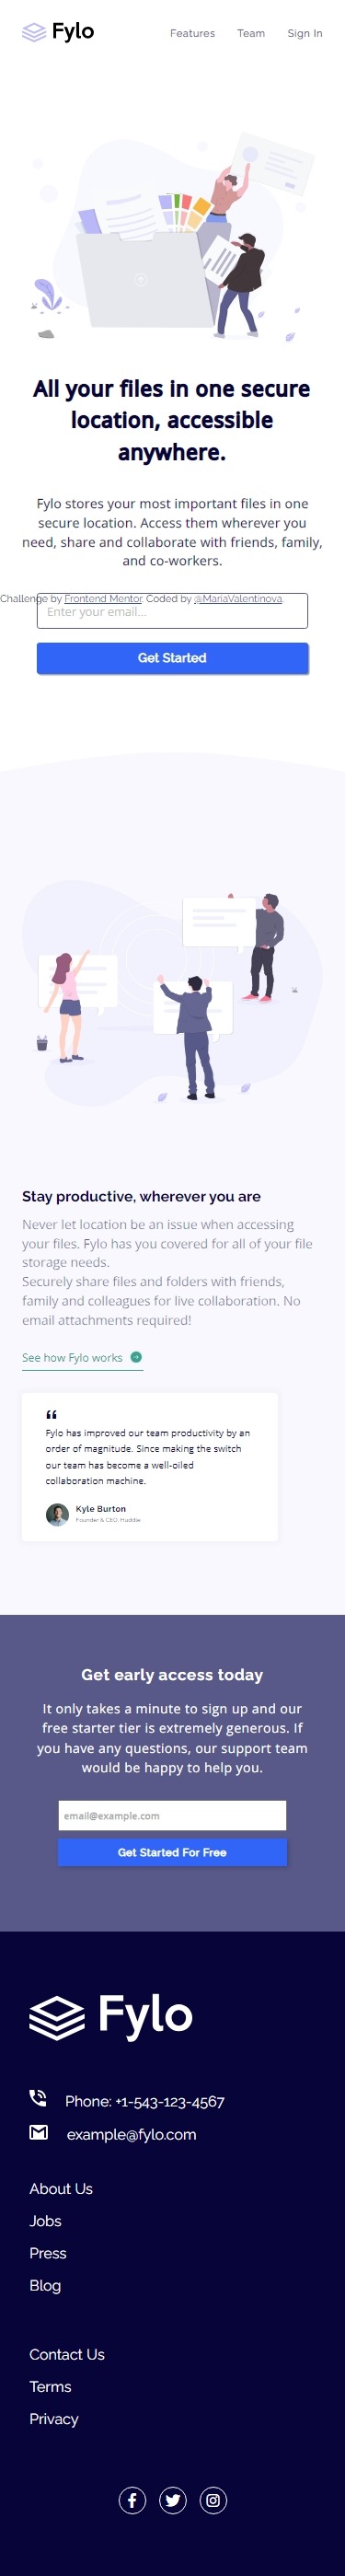 Fylo
Features Team Sign In
All your files in one secure
location, accessible
anywhere.
Fylo stores your most important files in one
secure location. Access them wherever you
need, share and collaborate with friends, family,
and co-workers.
Challenge by Frontend Mentor. Coded by @MariaValentinova.
Enter your email...
Get Started
Stay productive, wherever you are
Never let location be an issue when accessing
your files. Fylo has you covered for all of your file
storage needs.
Securely share files and folders with friends,
family and colleagues for live collaboration. No
email attachments required!
See how Fylo works
“
Fylo has improved our team productivity by an
order of magnitude. Since making the switch
our team has become a well-oiled
collaboration machine.
Kyle Burton
Founder & CEO, Huddle
Get early access today
It only takes a minute to sign up and our
free starter tier is extremely generous. If
you have any questions, our support team
would be happy to help you.
email@example.com
Get Started For Free
Fylo
Phone: +1-543-123-4567
example@fylo.com
About Us
Jobs
Press
Blog
Contact Us
Terms
Privacy